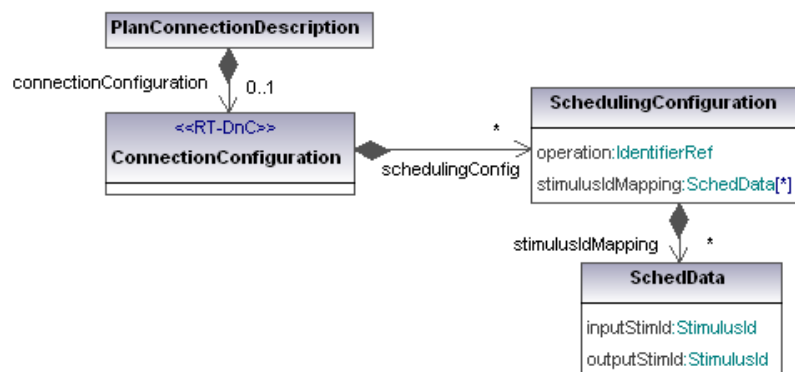 PlanConnectionDescription
connectionConfiguration
0..1
<<RT-DnC>>
ConnectionConfiguration
*
schedulingConfig
SchedulingConfiguration
operation:IdentifierRef
stimulusIdMapping:SchedData[*]
stimulusIdMapping
*
SchedData
inputStimId:StimulusId
outputStimId:StimulusId